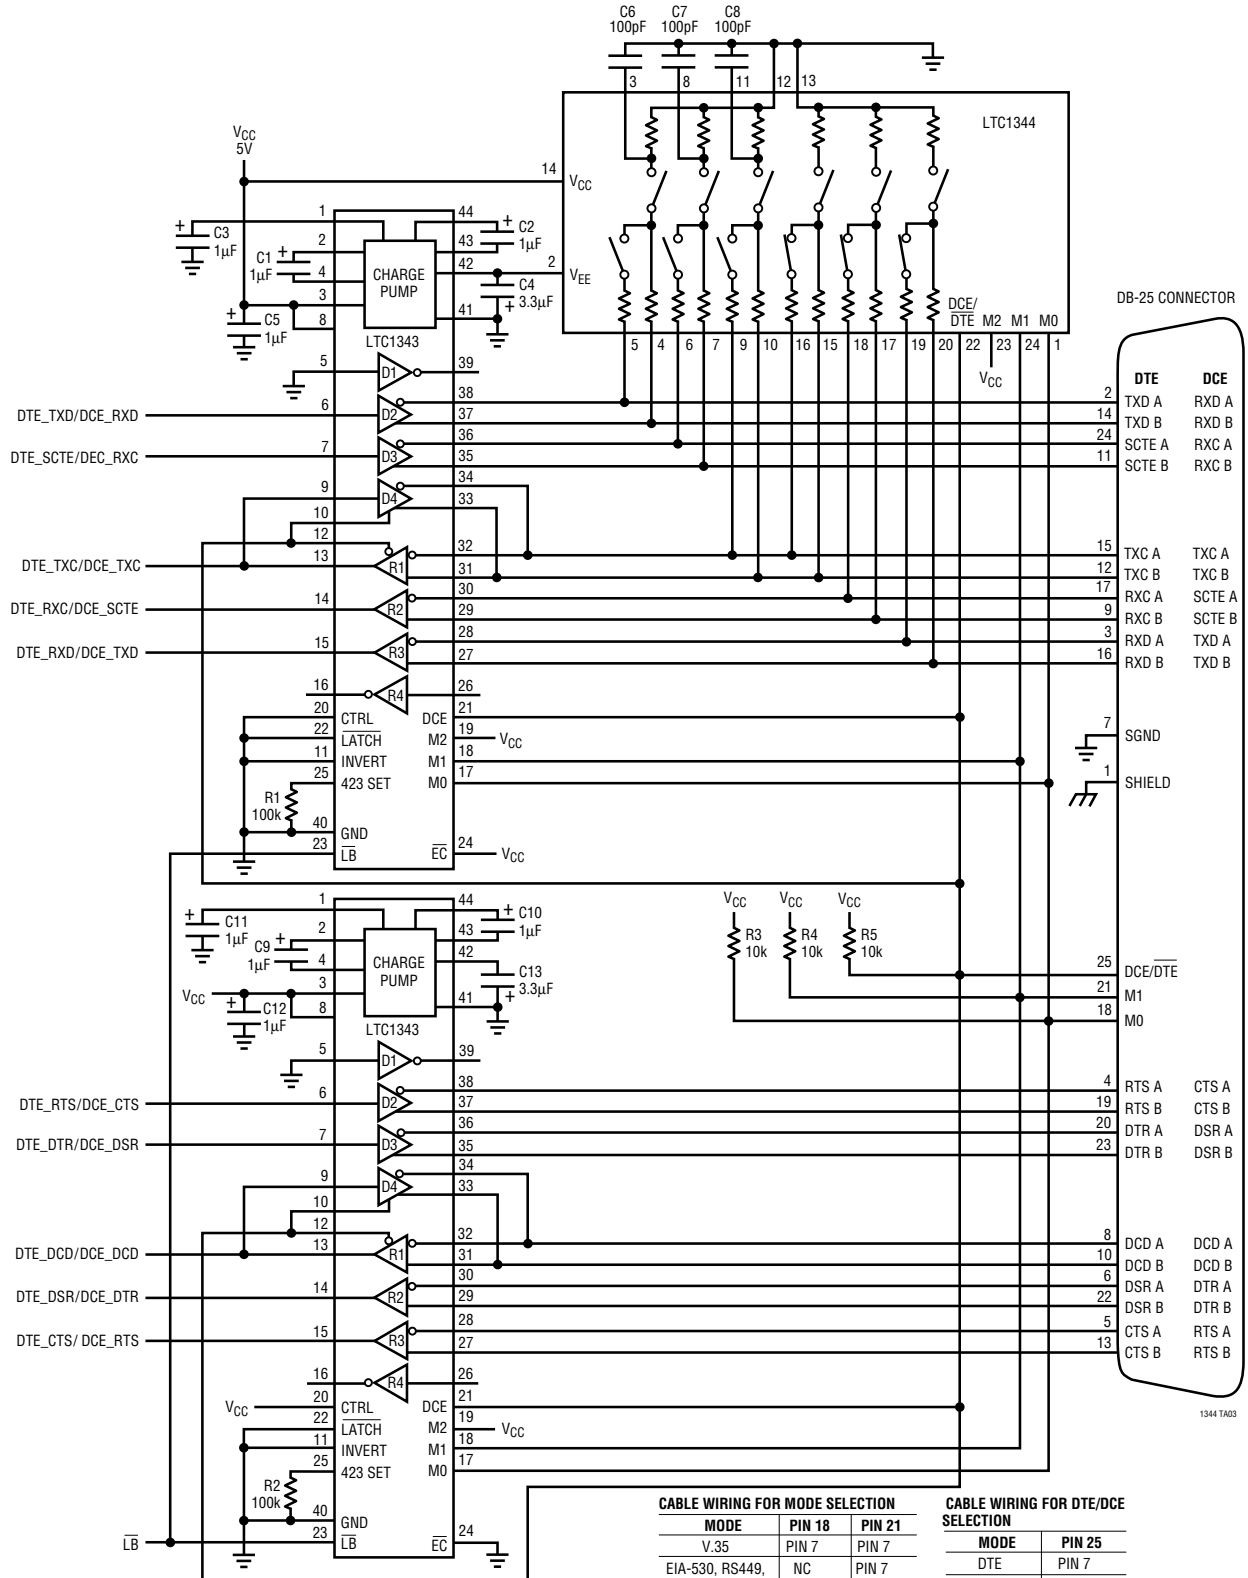 C6 C7 C8
100pF 100pF 100pF
3 8 11 12 13
LTC1344
VCC
5V
14 VCC
1 44
C3
1µF
+
C2
1µF
+
2 43
C1
1µF
+
4 42
CHARGE
PUMP
2 VEE
C4
3.3µF
+
3 41
8
C5
1µF
+
LTC1343
DCE/
DTE M2 M1 M0
5 4 6 7 9 10 16 15 18 17 19 20 22 23 24 1
VCC
DB-25 CONNECTOR
DTE DCE
5 D1 39
DTE_TXD/DCE_RXD 6 D2 38 2 TXD A RXD A
37 14 TXD B RXD B
DTE_SCTE/DEC_RXC 7 D3 36 24 SCTE A RXC A
35 11 SCTE B RXC B
9 D4 34
33
10
12
DTE_TXC/DCE_TXC 13 R1 32 15 TXC A TXC A
31 12 TXC B TXC B
DTE_RXC/DCE_SCTE 14 R2 30 17 RXC A SCTE A
29 9 RXC B SCTE B
DTE_RXD/DCE_TXD 15 R3 28 3 RXD A TXD A
27 16 RXD B TXD B
16 R4 26
20 CTRL DCE 21
22 LATCH M2 19 VCC
11 INVERT M1 18
25 423 SET M0 17
R1
100k
40 GND
23 LB EC 24 VCC
7 SGND
1 SHIELD
1 44
C11
1µF
+
C10
1µF
+
2 43
C9
1µF
+
4 42
CHARGE
PUMP
C13
3.3µF
+
VCC 3 41
8
C12
1µF
+
LTC1343
VCC VCC VCC
R3
10k
R4
10k
R5
10k
25 DCE/DTE
21 M1
18 M0
5 D1 39
DTE_RTS/DCE_CTS 6 D2 38 4 RTS A CTS A
37 19 RTS B CTS B
DTE_DTR/DCE_DSR 7 D3 36 20 DTR A DSR A
35 23 DTR B DSR B
9 D4 34
33
10
12
DTE_DCD/DCE_DCD 13 R1 32 8 DCD A DCD A
31 10 DCD B DCD B
DTE_DSR/DCE_DTR 14 R2 30 6 DSR A DTR A
29 22 DSR B DTR B
DTE_CTS/ DCE_RTS 15 R3 28 5 CTS A RTS A
27 13 CTS B RTS B
16 R4 26
VCC 20 CTRL DCE 21
22 LATCH M2 19 VCC
11 INVERT M1 18
25 423 SET M0 17
R2
100k
40 GND
LB 23 LB EC 24
1344 TA03
CABLE WIRING FOR MODE SELECTION
MODE PIN 18 PIN 21
V.35 PIN 7 PIN 7
EIA-530, RS449, NC PIN 7
CABLE WIRING FOR DTE/DCE
SELECTION
MODE PIN 25
DTE PIN 7